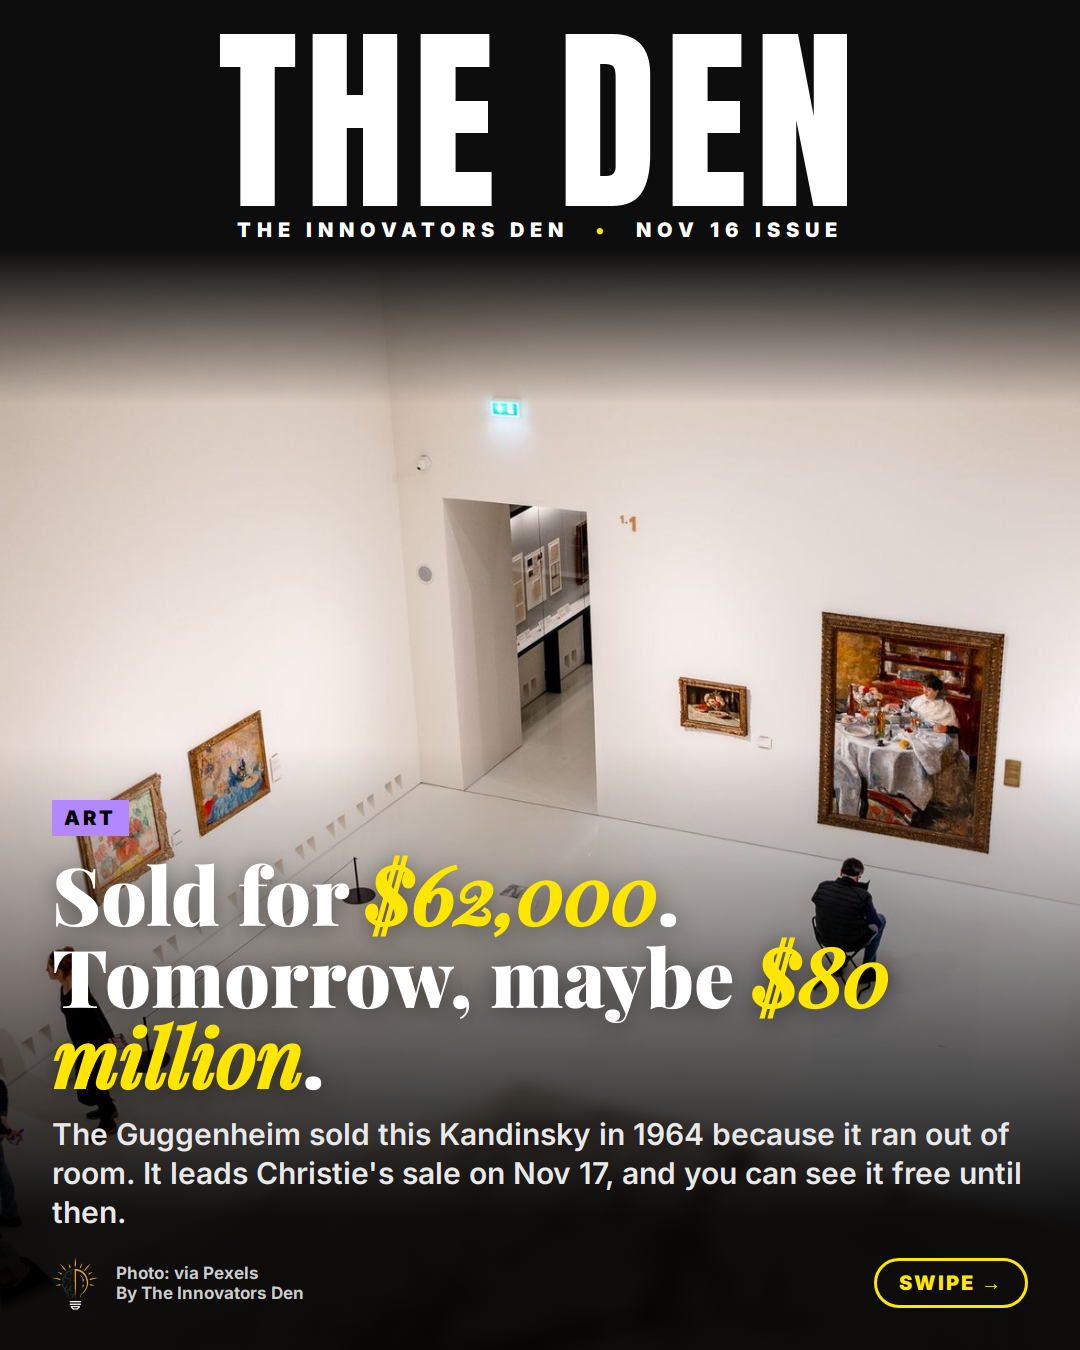 THE DEN
THE INNOVATORS DEN • NOV 16 ISSUE
1.1
ART
Sold for $62,000.
Tomorrow, maybe $80
million.
The Guggenheim sold this Kandinsky in 1964 because it ran out of
room. It leads Christie's sale on Nov 17, and you can see it free until
then.
Photo: via Pexels
By The Innovators Den
SWIPE →